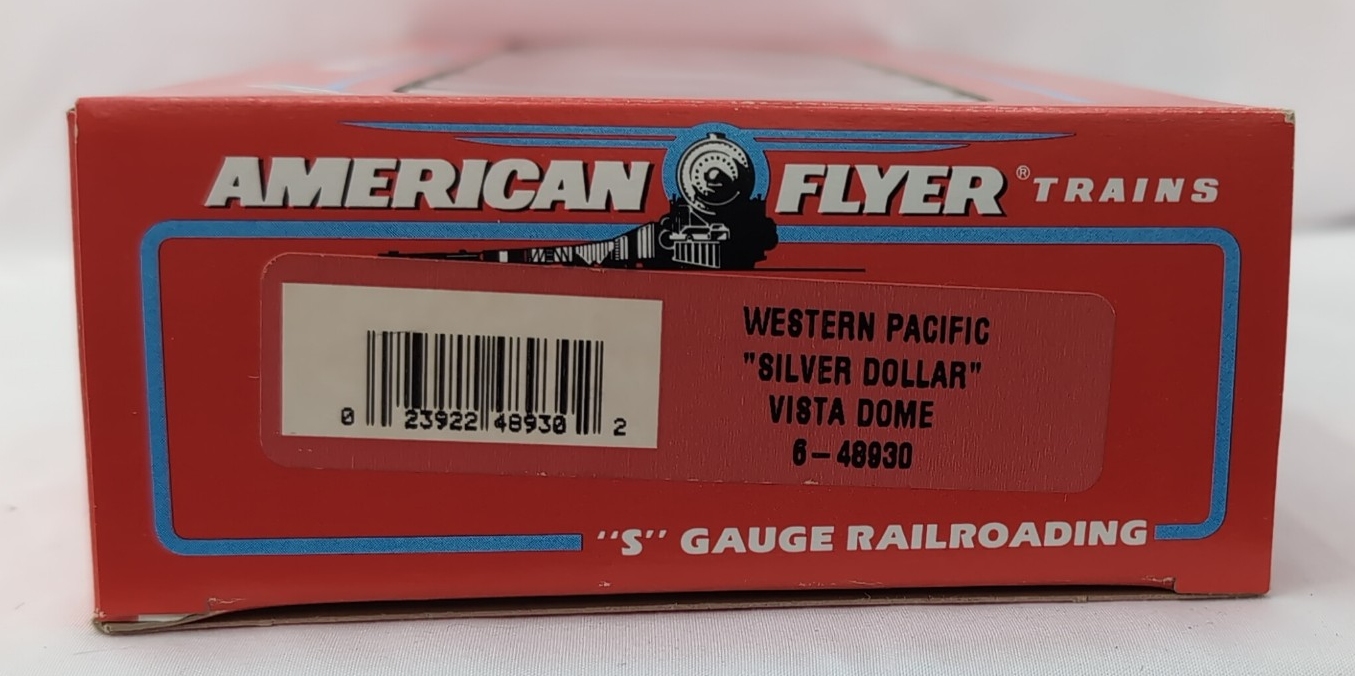 AMERICAN FLYER® TRAINS
WESTERN PACIFIC
"SILVER DOLLAR"
VISTA DOME
6-48930
0 23922 48930 2
"S" GAUGE RAILROADING